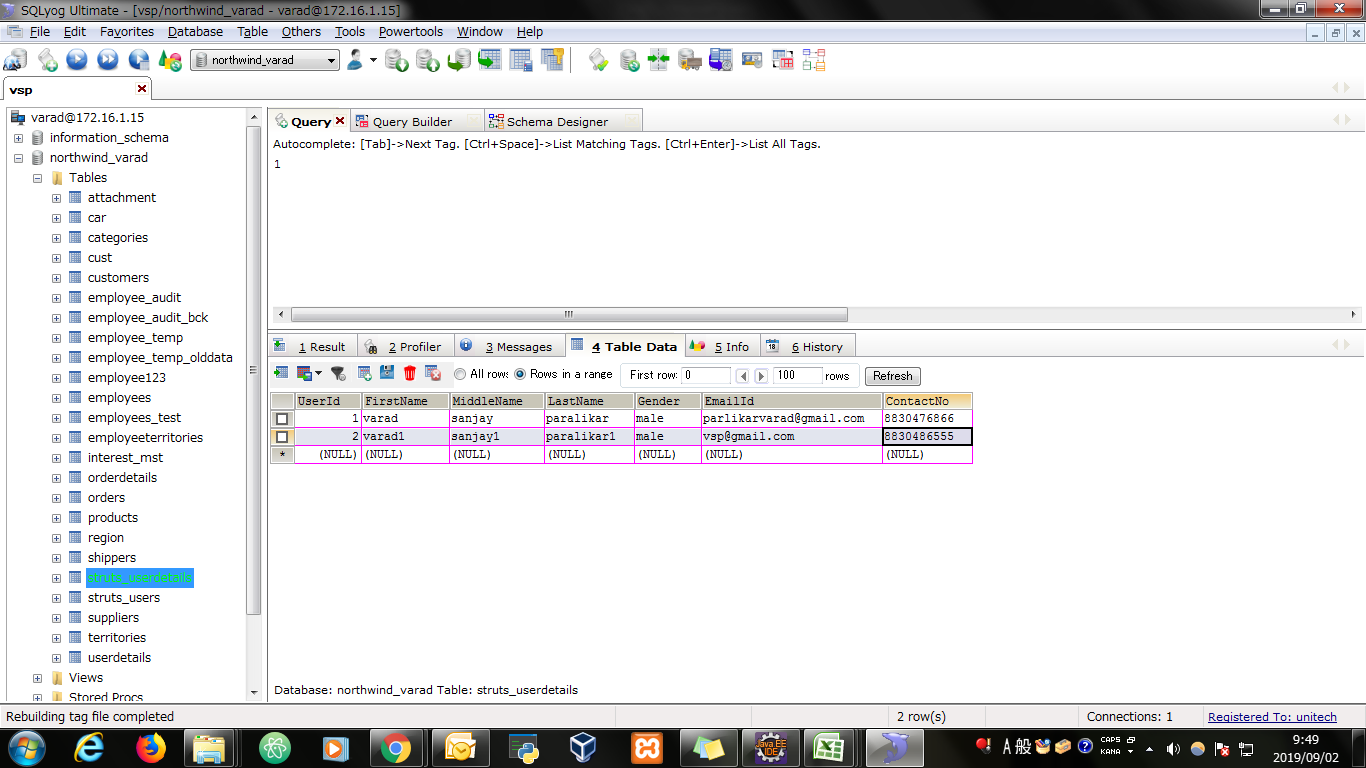 SQLyog Ultimate - [vsp/northwind_varad - varad@172.16.1.15]
File Edit Favorites Database Table Others Tools Powertools Window Help
northwind_varad
vsp
varad@172.16.1.15
information_schema
northwind_varad
Tables
attachment
car
categories
cust
customers
employee_audit
employee_audit_bck
employee_temp
employee_temp_olddata
employee123
employees
employees_test
employeeterritories
interest_mst
orderdetails
orders
products
region
shippers
struts_userdetails
struts_users
suppliers
territories
userdetails
Views
Stored Procs
Query Query Builder Schema Designer
Autocomplete: [Tab]->Next Tag. [Ctrl+Space]->List Matching Tags. [Ctrl+Enter]->List All Tags.
1
1 Result 2 Profiler 3 Messages 4 Table Data 5 Info 6 History
All rows Rows in a range First row: 0 100 rows Refresh
UserId FirstName MiddleName LastName Gender EmailId ContactNo
1 varad sanjay paralikar male parlikarvarad@gmail.com 8830476866
2 varad1 sanjay1 paralikar1 male vsp@gmail.com 8830486555
* (NULL) (NULL) (NULL) (NULL) (NULL) (NULL) (NULL)
Database: northwind_varad Table: struts_userdetails
Rebuilding tag file completed 2 row(s) Connections: 1 Registered To: unitech
Java EE IDE
A 般 CAPS KANA
9:49
2019/09/02